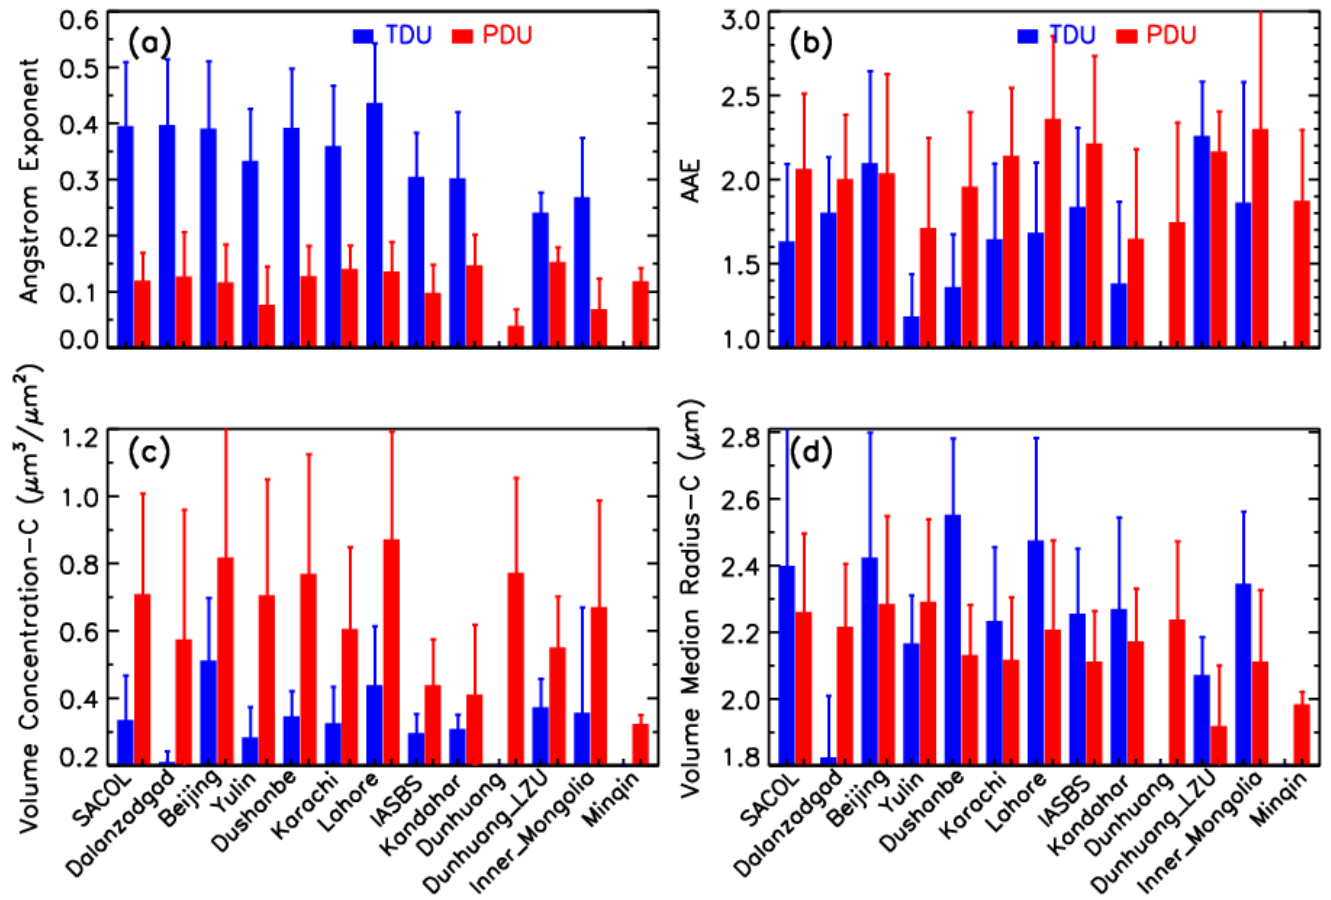 (a)
TDU PDU
Angstrom Exponent
0.6
0.5
0.4
0.3
0.2
0.1
0.0
(b)
TDU PDU
AAE
3.0
2.5
2.0
1.5
1.0
(c)
Volume Concentration-C (μm³/μm²)
1.2
1.0
0.8
0.6
0.4
0.2
SACOL
Dalanzadgad
Beijing
Yulin
Dushanbe
Karachi
Lahore
IASBS
Kandahar
Dunhuang
Dunhuang_LZU
Inner_Mongolia
Minqin
(d)
Volume Median Radius-C (μm)
2.8
2.6
2.4
2.2
2.0
1.8
SACOL
Dalanzadgad
Beijing
Yulin
Dushanbe
Karachi
Lahore
IASBS
Kandahar
Dunhuang
Dunhuang_LZU
Inner_Mongolia
Minqin